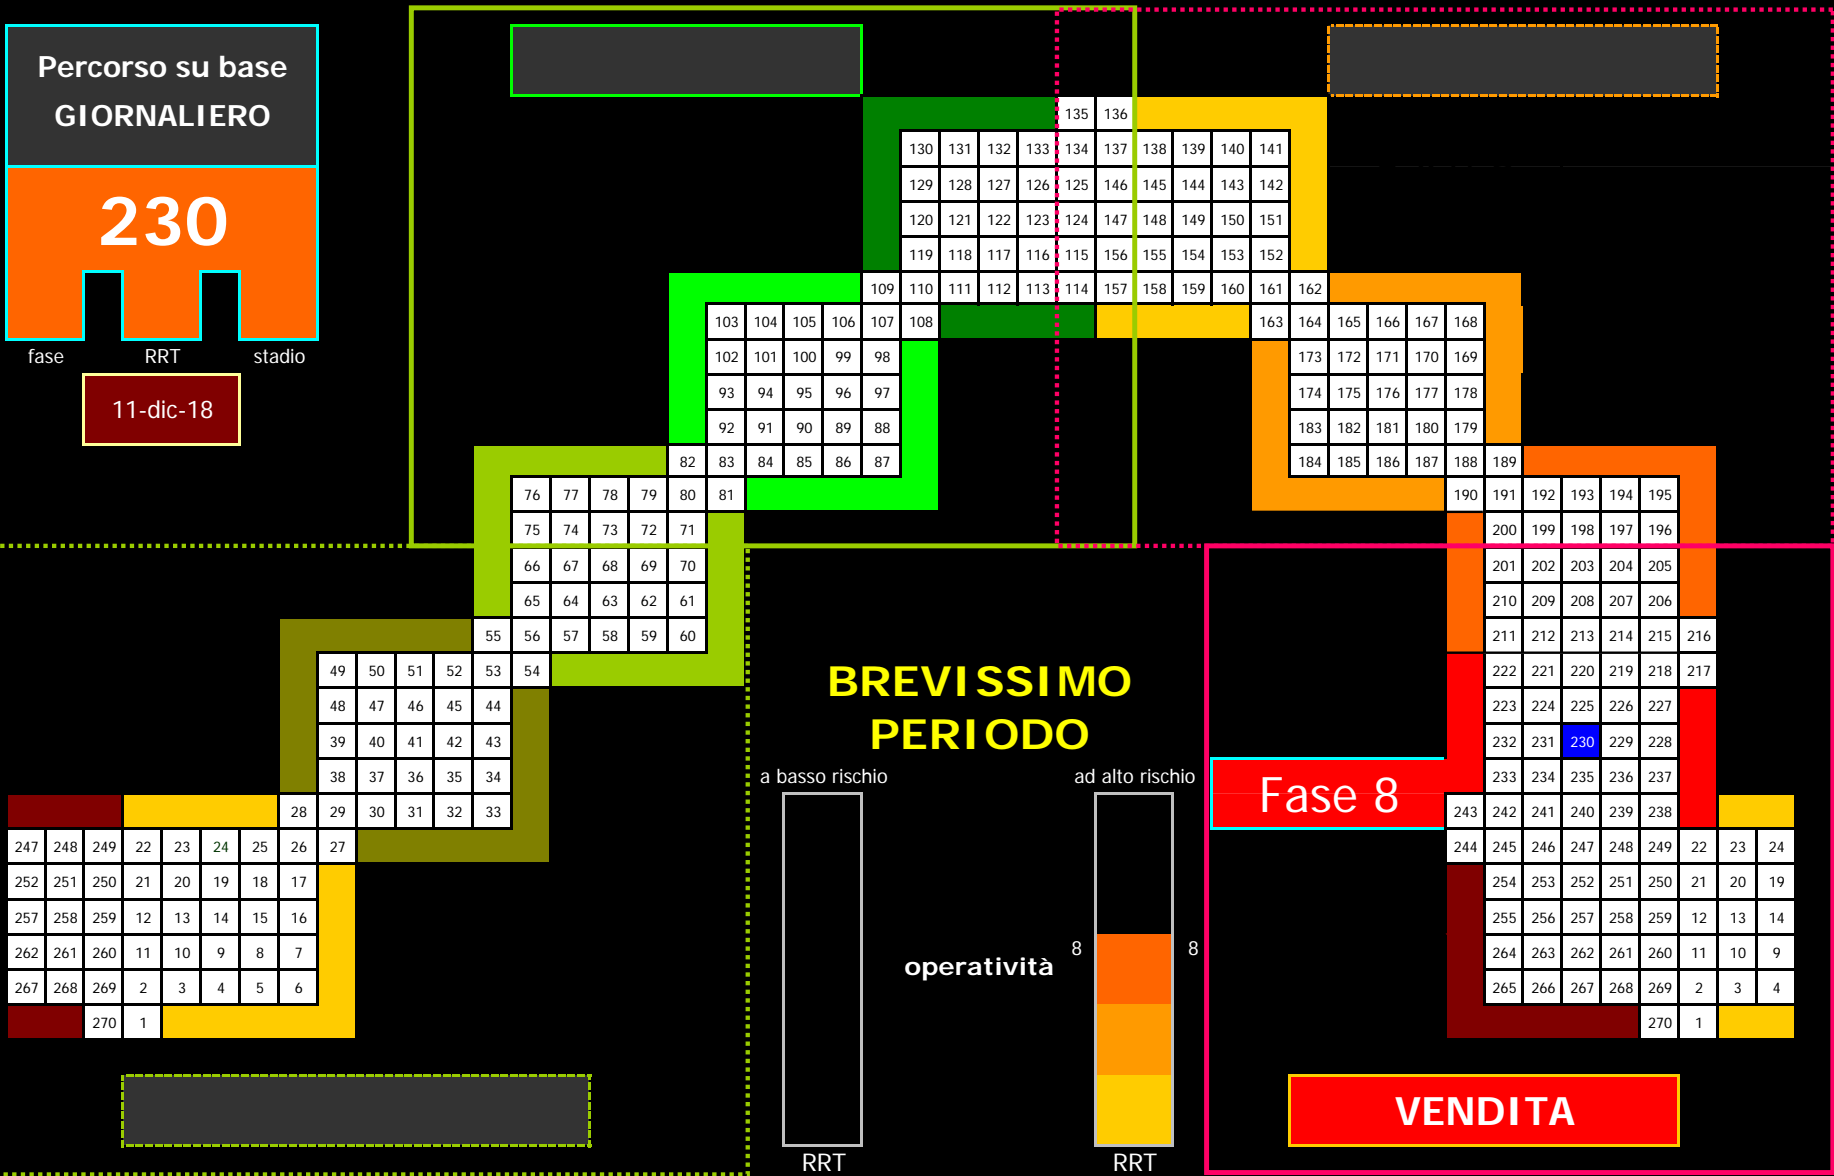 Percorso su base
GIORNALIERO
230
fase RRT stadio
11-dic-18
135 136
130 131 132 133 134 137 138 139 140 141
129 128 127 126 125 146 145 144 143 142
120 121 122 123 124 147 148 149 150 151
119 118 117 116 115 156 155 154 153 152
109 110 111 112 113 114 157 158 159 160 161 162
103 104 105 106 107 108 163 164 165 166 167 168
102 101 100 99 98 173 172 171 170 169
93 94 95 96 97 174 175 176 177 178
92 91 90 89 88 183 182 181 180 179
82 83 84 85 86 87 184 185 186 187 188 189
76 77 78 79 80 81 190 191 192 193 194 195
75 74 73 72 71 200 199 198 197 196
66 67 68 69 70 201 202 203 204 205
65 64 63 62 61 210 209 208 207 206
55 56 57 58 59 60 211 212 213 214 215 216
49 50 51 52 53 54 222 221 220 219 218 217
48 47 46 45 44 223 224 225 226 227
39 40 41 42 43 232 231 230 229 228
38 37 36 35 34 233 234 235 236 237
28 29 30 31 32 33 243 242 241 240 239 238
247 248 249 22 23 24 25 26 27 244 245 246 247 248 249 22 23 24
252 251 250 21 20 19 18 17 254 253 252 251 250 21 20 19
257 258 259 12 13 14 15 16 255 256 257 258 259 12 13 14
262 261 260 11 10 9 8 7 264 263 262 261 260 11 10 9
267 268 269 2 3 4 5 6 265 266 267 268 269 2 3 4
270 1 270 1
BREVISSIMO
PERIODO
a basso rischio ad alto rischio
Fase 8
8 8
operatività
RRT RRT
VENDITA